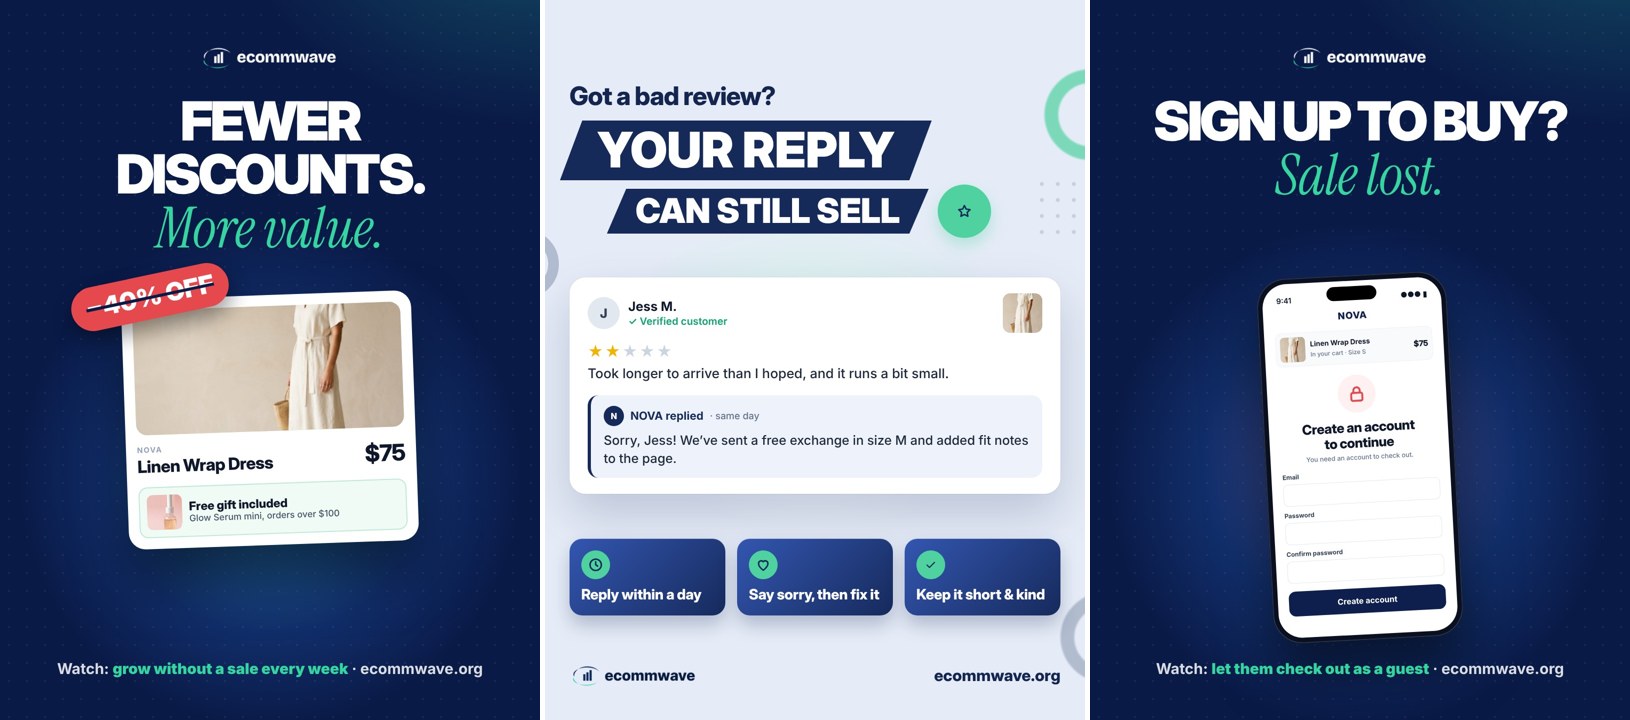 ecommwave
FEWER
DISCOUNTS.
More value.
–40% OFF
NOVA
Linen Wrap Dress
$75
Free gift included
Glow Serum mini, orders over $100
Watch: grow without a sale every week · ecommwave.org
Got a bad review?
YOUR REPLY
CAN STILL SELL
J
Jess M.
✓ Verified customer
Took longer to arrive than I hoped, and it runs a bit small.
N
NOVA replied · same day
Sorry, Jess! We’ve sent a free exchange in size M and added fit notes
to the page.
Reply within a day
Say sorry, then fix it
Keep it short & kind
ecommwave
ecommwave.org
ecommwave
SIGN UP TO BUY?
Sale lost.
9:41
NOVA
Linen Wrap Dress
In your cart · Size S
$75
Create an account
to continue
You need an account to check out.
Email
Password
Confirm password
Create account
Watch: let them check out as a guest · ecommwave.org